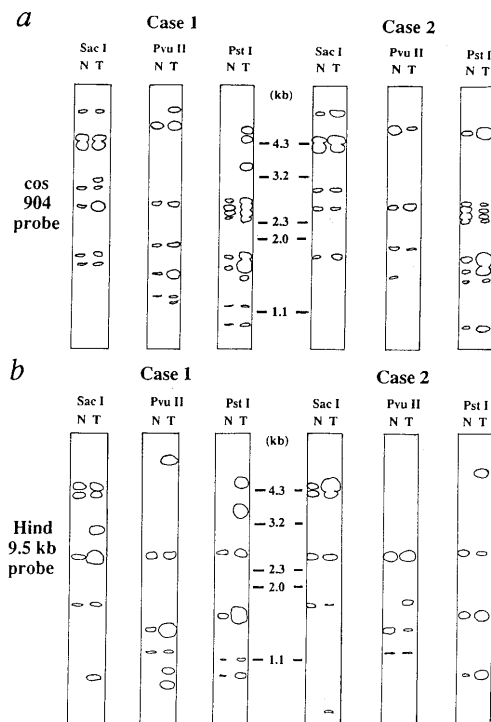 a
Case 1
Case 2
Sac I
Pvu II
Pst I
Sac I
Pvu II
Pst I
N T
N T
N T
N T
N T
N T
(kb)
cos
904
probe
4.3
3.2
2.3
2.0
1.1
b
Case 1
Case 2
Sac I
Pvu II
Pst I
Sac I
Pvu II
Pst I
N T
N T
N T
N T
N T
N T
(kb)
Hind
9.5 kb
probe
4.3
3.2
2.3
2.0
1.1